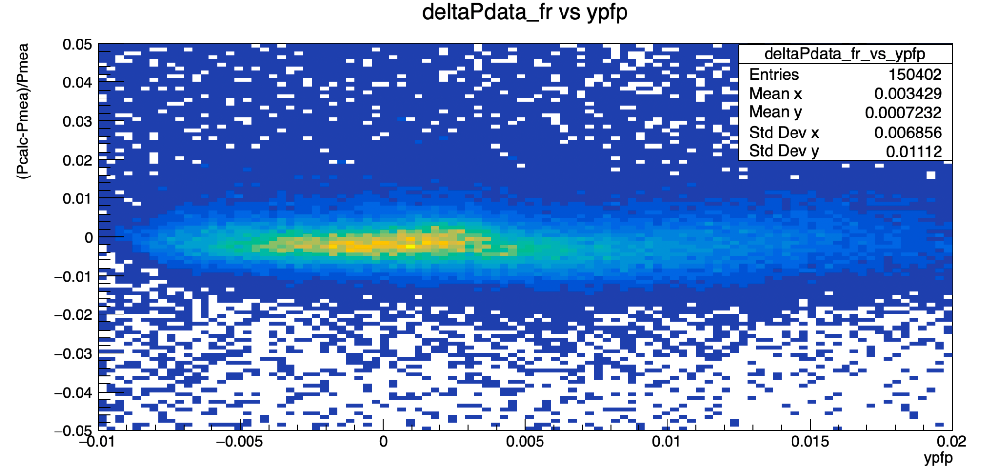 deltaPdata_fr vs ypfp
(Pcalc-Pmea)/Pmea
0.05
0.04
0.03
0.02
0.01
0
−0.01
−0.02
−0.03
−0.04
−0.05
deltaPdata_fr_vs_ypfp
Entries 150402
Mean x 0.003429
Mean y 0.0007232
Std Dev x 0.006856
Std Dev y 0.01112
−0.01 −0.005 0 0.005 0.01 0.015 0.02
ypfp